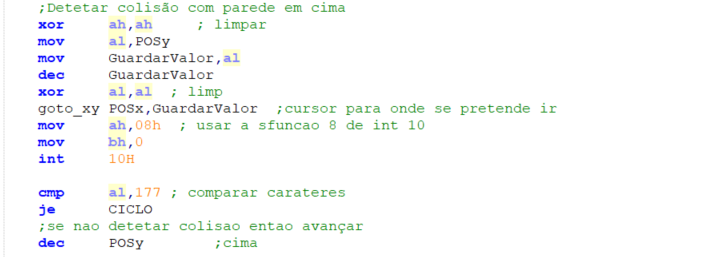 ;Detetar colisão com parede em cima
xor ah,ah ; limpar
mov al,POSy
mov GuardarValor,al
dec GuardarValor
xor al,al ; limp
goto_xy POSx,GuardarValor ;cursor para onde se pretende ir
mov ah,08h ; usar a sfuncao 8 de int 10
mov bh,0
int 10H
cmp al,177 ; comparar carateres
je CICLO
;se nao detetar colisao entao avançar
dec POSy ;cima